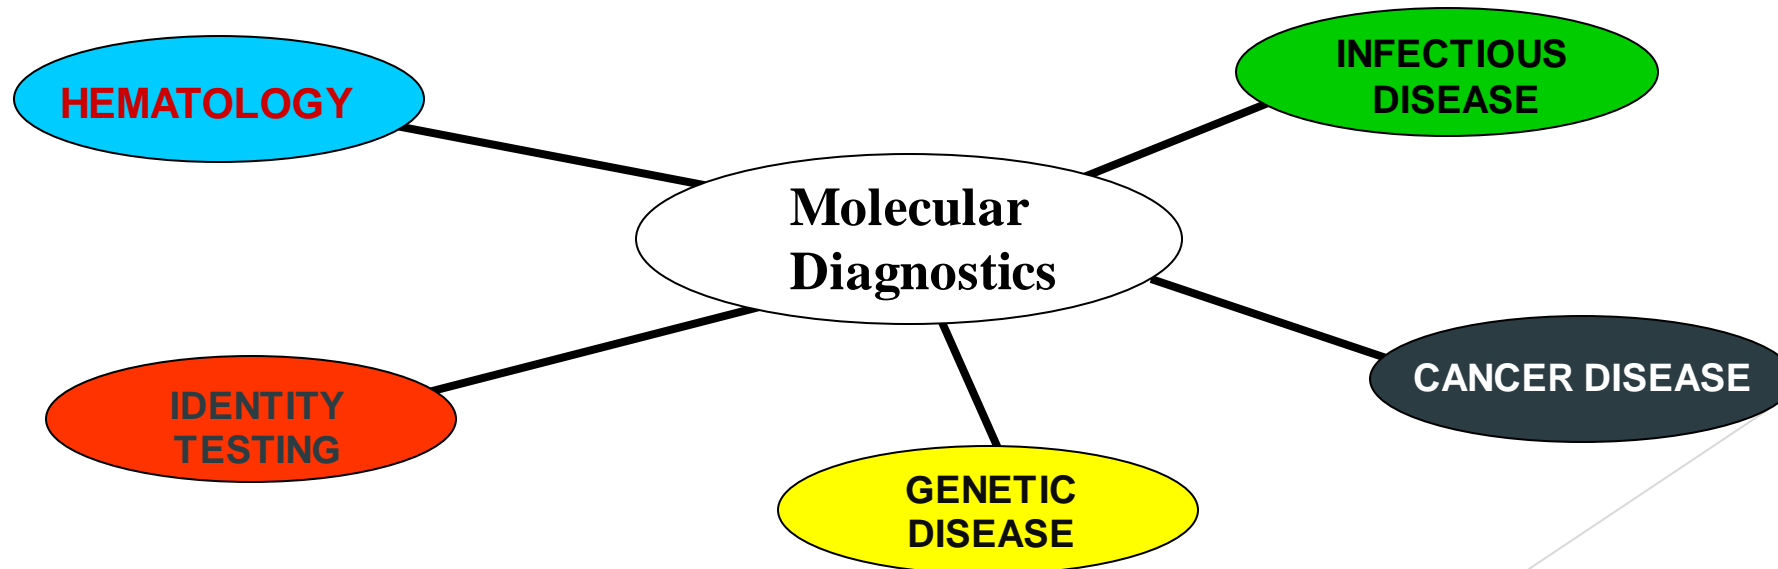 HEMATOLOGY
INFECTIOUS
DISEASE
Molecular
Diagnostics
CANCER DISEASE
IDENTITY
TESTING
GENETIC
DISEASE